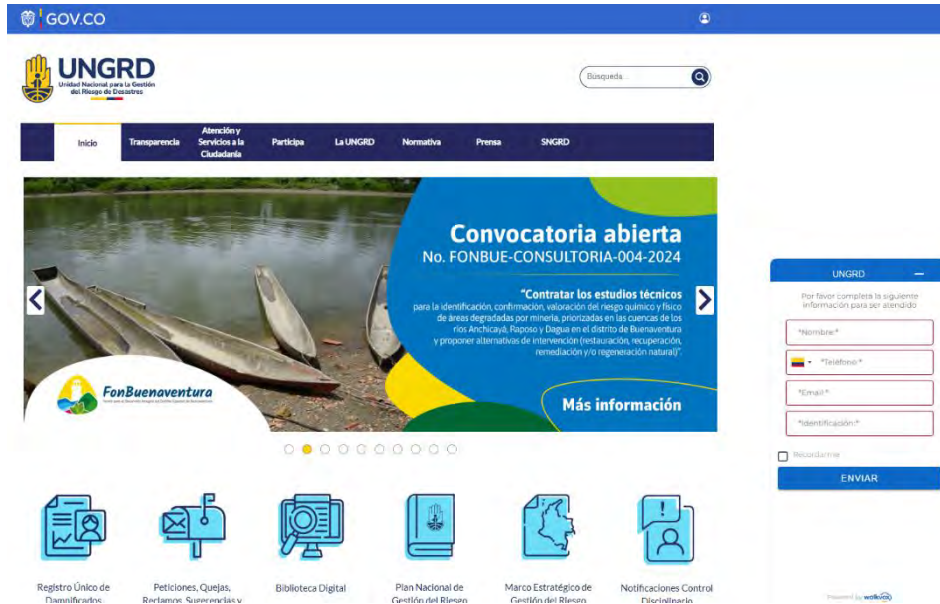 GOV.CO
UNGRD
Unidad Nacional para la Gestión
del Riesgo de Desastres
Búsqueda...
Inicio
Transparencia
Atención y
Servicios a la
Ciudadanía
Participa
La UNGRD
Normativa
Prensa
SNGRD
Convocatoria abierta
No. FONBUE-CONSULTORIA-004-2024
“Contratar los estudios técnicos
para la identificación, confirmación, valoración del riesgo químico y físico
de áreas degradadas por minería, priorizadas en las cuencas de los
ríos Anchicayá, Raposo y Dagua en el distrito de Buenaventura
y proponer alternativas de intervención (restauración, recuperación,
remediación y/o regeneración natural)”.
FonBuenaventura
Más información
UNGRD
Por favor completa la siguiente
información para ser atendido
*Nombre:*
*Teléfono:*
*Email:*
*Identificación:*
Recordarme
ENVIAR
Powered by wolkvox
Registro Único de
Damnificados
Peticiones, Quejas,
Reclamos, Sugerencias y
Biblioteca Digital
Plan Nacional de
Gestión del Riesgo
Marco Estratégico de
Gestión del Riesgo
Notificaciones Control
Disciplinario